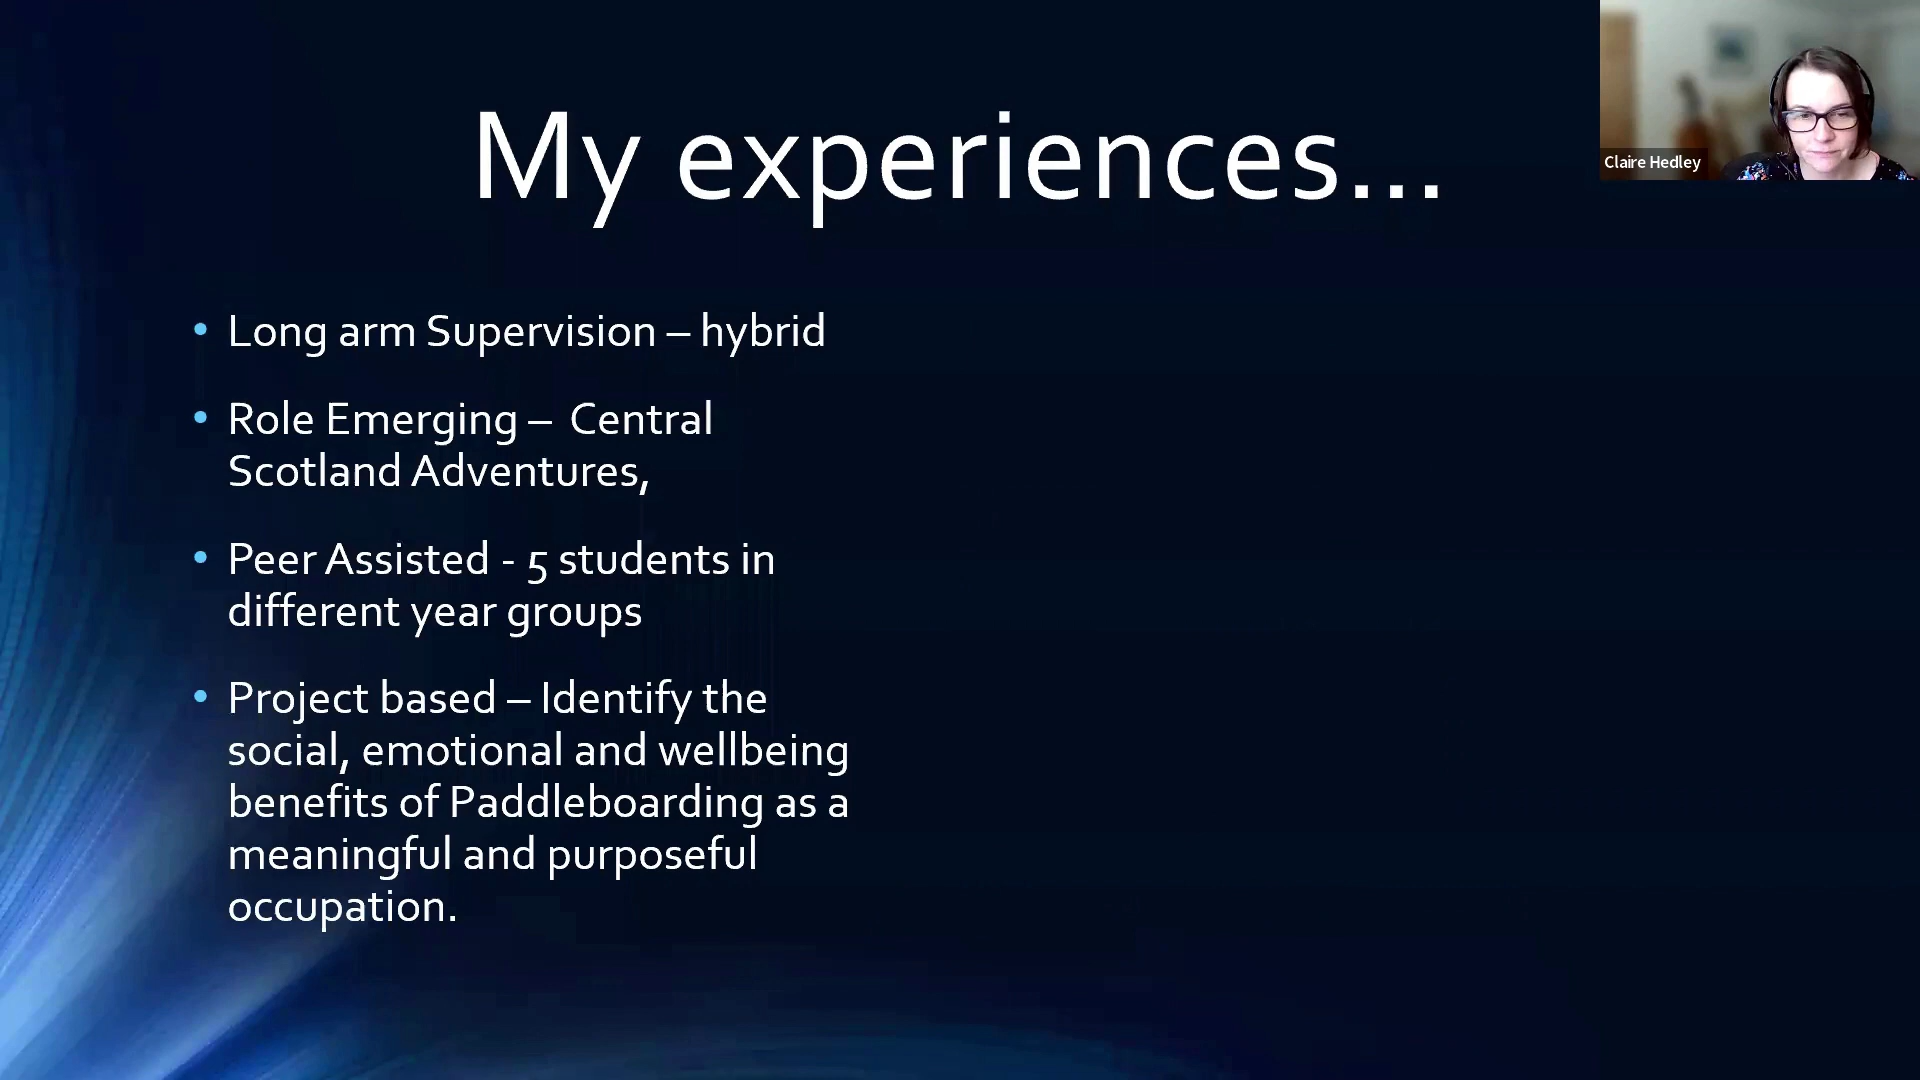 My experiences...
Claire Hedley
• Long arm Supervision – hybrid
• Role Emerging –  Central
Scotland Adventures,
• Peer Assisted - 5 students in
different year groups
• Project based – Identify the
social, emotional and wellbeing
benefits of Paddleboarding as a
meaningful and purposeful
occupation.